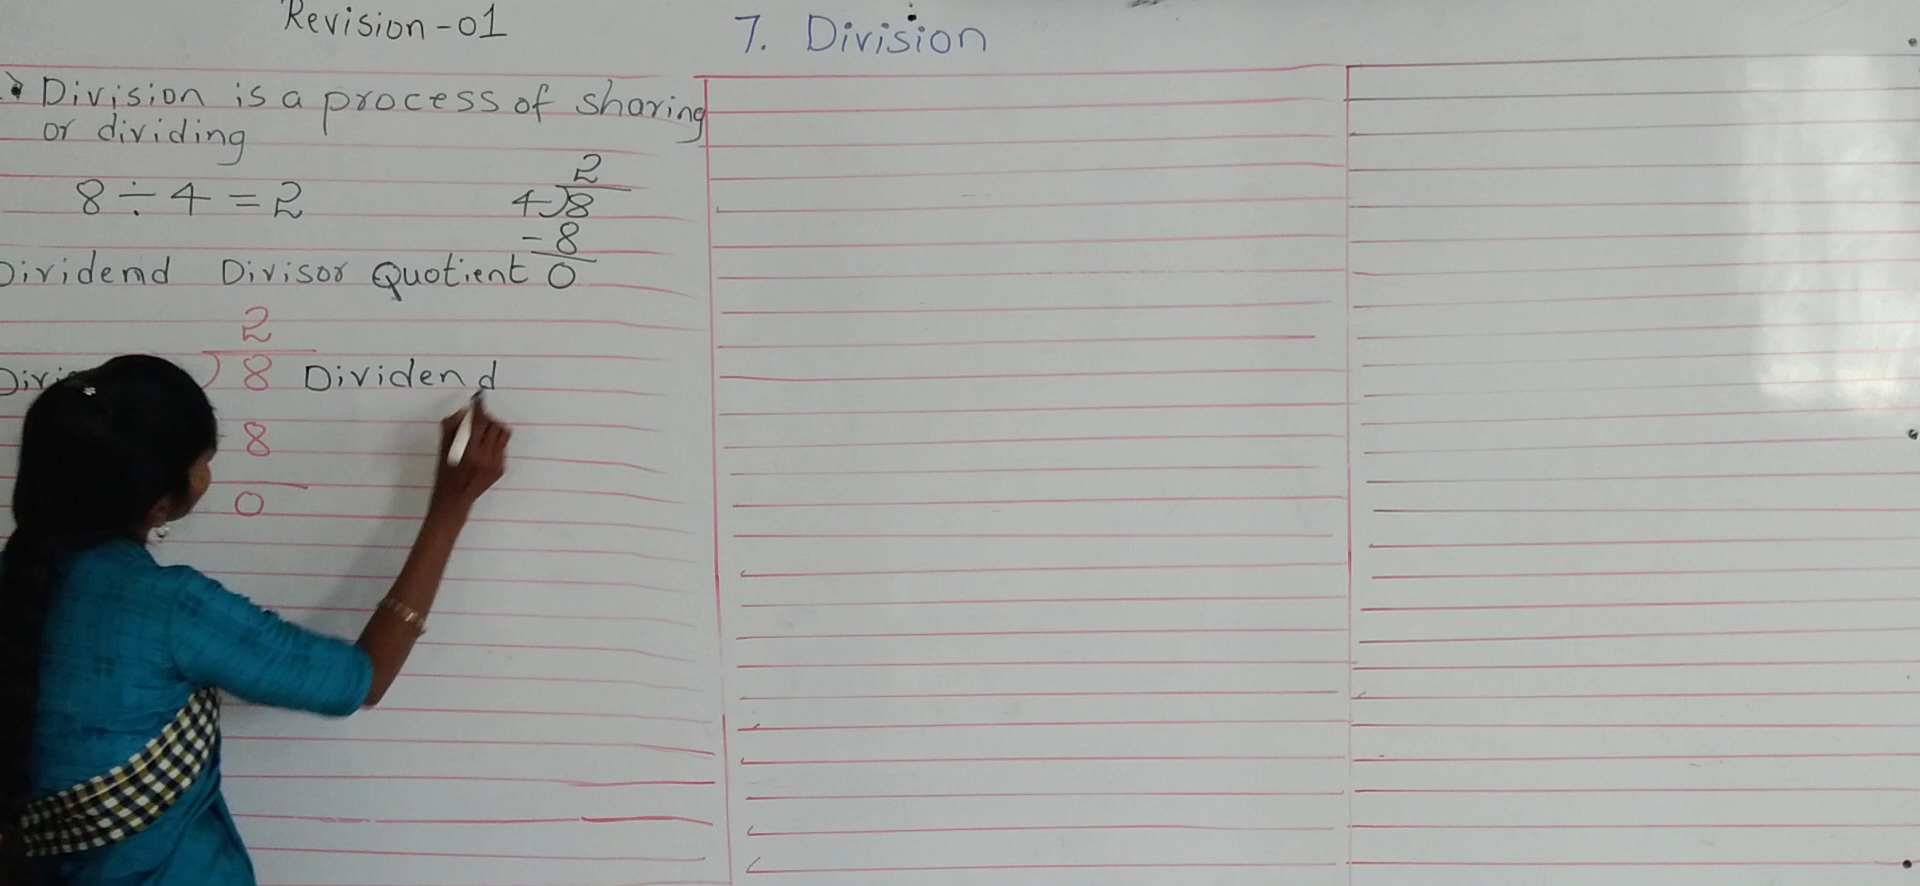 Revision-01
7. Division
Division is a process of sharing
or dividing
8 ÷ 4 = 2
2
4)8
-8
0
Dividend Divisor Quotient
2
)8 Dividend
8
0